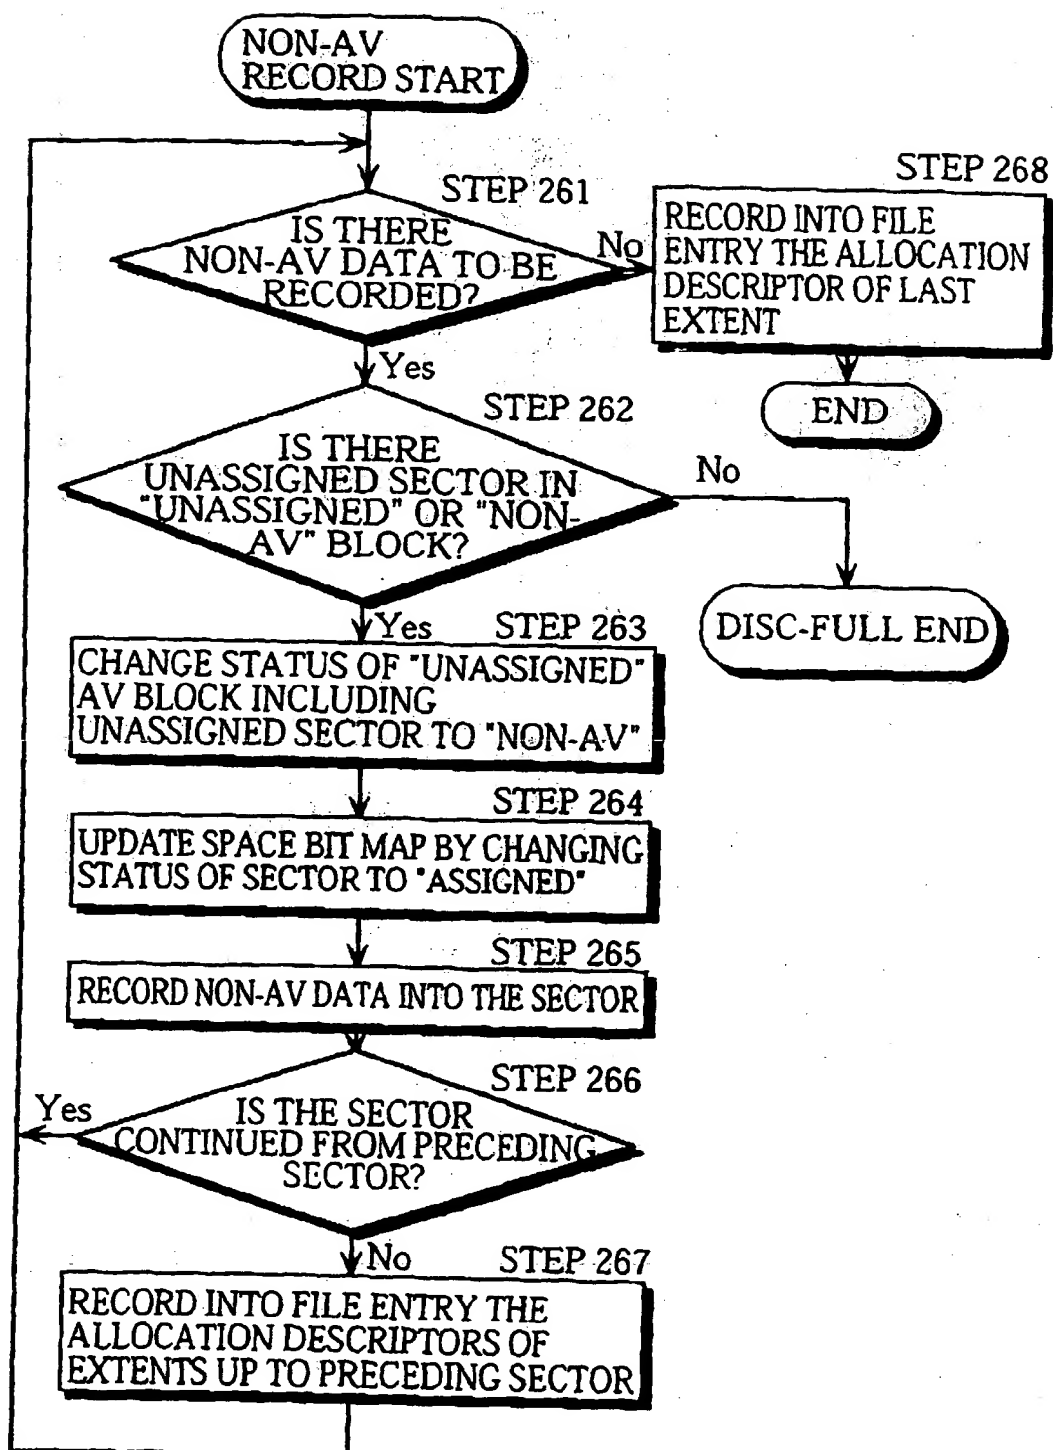 NON-AV
RECORD START
STEP 261
IS THERE
NON-AV DATA TO BE
RECORDED?
No
STEP 268
RECORD INTO FILE
ENTRY THE ALLOCATION
DESCRIPTOR OF LAST
EXTENT
END
Yes
STEP 262
IS THERE
UNASSIGNED SECTOR IN
"UNASSIGNED" OR "NON-
AV" BLOCK?
No
DISC-FULL END
Yes
STEP 263
CHANGE STATUS OF "UNASSIGNED"
AV BLOCK INCLUDING
UNASSIGNED SECTOR TO "NON-AV"
STEP 264
UPDATE SPACE BIT MAP BY CHANGING
STATUS OF SECTOR TO "ASSIGNED"
STEP 265
RECORD NON-AV DATA INTO THE SECTOR
STEP 266
IS THE SECTOR
CONTINUED FROM PRECEDING
SECTOR?
Yes
No
STEP 267
RECORD INTO FILE ENTRY THE
ALLOCATION DESCRIPTORS OF
EXTENTS UP TO PRECEDING SECTOR